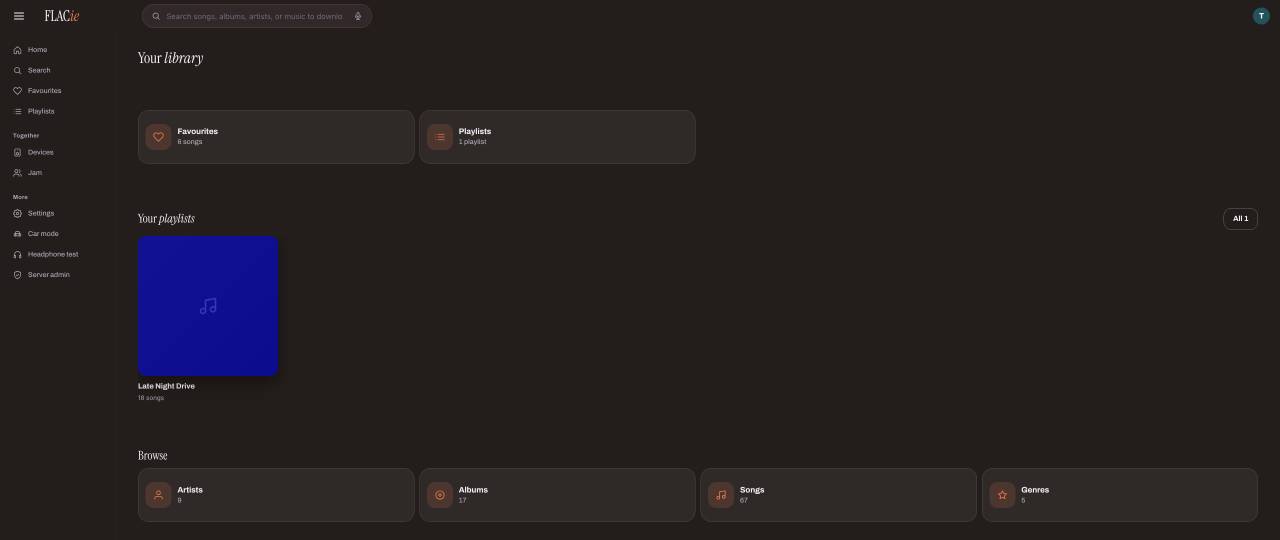 FLACie
Search songs, albums, artists, or music to downlo
T
Home
Search
Favourites
Playlists
Together
Devices
Jam
More
Settings
Car mode
Headphone test
Server admin
Your library
Favourites
6 songs
Playlists
1 playlist
Your playlists
All 1
Late Night Drive
18 songs
Browse
Artists
9
Albums
17
Songs
67
Genres
5